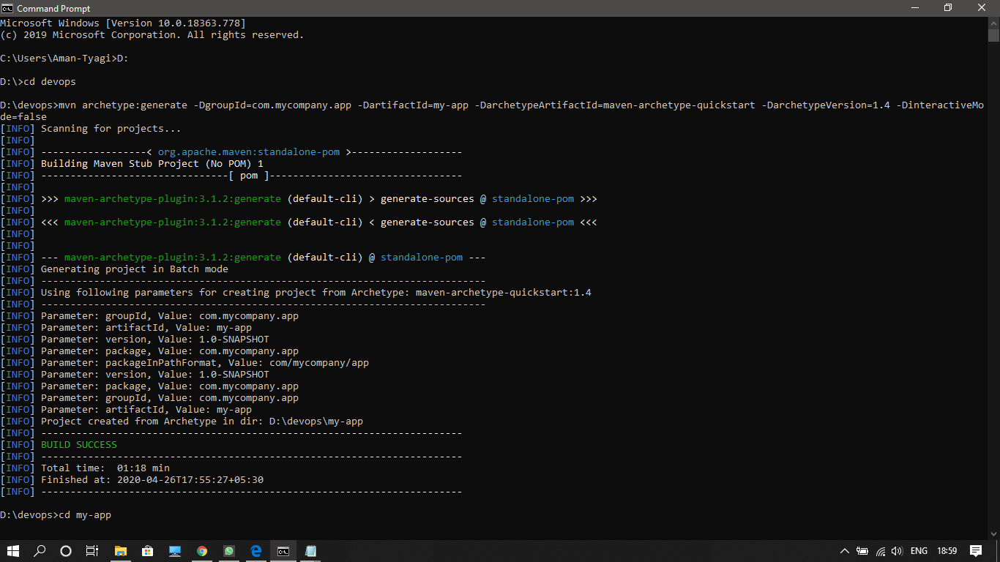 Command Prompt
Microsoft Windows [Version 10.0.18363.778]
(c) 2019 Microsoft Corporation. All rights reserved.
C:\Users\Aman-Tyagi>D:
D:\>cd devops
D:\devops>mvn archetype:generate -DgroupId=com.mycompany.app -DartifactId=my-app -DarchetypeArtifactId=maven-archetype-quickstart -DarchetypeVersion=1.4 -DinteractiveMo
de=false
[INFO] Scanning for projects...
[INFO]
[INFO] ------------------< org.apache.maven:standalone-pom >-------------------
[INFO] Building Maven Stub Project (No POM) 1
[INFO] --------------------------------[ pom ]---------------------------------
[INFO]
[INFO] >>> maven-archetype-plugin:3.1.2:generate (default-cli) > generate-sources @ standalone-pom >>>
[INFO]
[INFO] <<< maven-archetype-plugin:3.1.2:generate (default-cli) < generate-sources @ standalone-pom <<<
[INFO]
[INFO]
[INFO] --- maven-archetype-plugin:3.1.2:generate (default-cli) @ standalone-pom ---
[INFO] Generating project in Batch mode
[INFO] ----------------------------------------------------------------------------
[INFO] Using following parameters for creating project from Archetype: maven-archetype-quickstart:1.4
[INFO] ----------------------------------------------------------------------------
[INFO] Parameter: groupId, Value: com.mycompany.app
[INFO] Parameter: artifactId, Value: my-app
[INFO] Parameter: version, Value: 1.0-SNAPSHOT
[INFO] Parameter: package, Value: com.mycompany.app
[INFO] Parameter: packageInPathFormat, Value: com/mycompany/app
[INFO] Parameter: version, Value: 1.0-SNAPSHOT
[INFO] Parameter: package, Value: com.mycompany.app
[INFO] Parameter: groupId, Value: com.mycompany.app
[INFO] Parameter: artifactId, Value: my-app
[INFO] Project created from Archetype in dir: D:\devops\my-app
[INFO] ------------------------------------------------------------------------
[INFO] BUILD SUCCESS
[INFO] ------------------------------------------------------------------------
[INFO] Total time:  01:18 min
[INFO] Finished at: 2020-04-26T17:55:27+05:30
[INFO] ------------------------------------------------------------------------
D:\devops>cd my-app
ENG 18:59